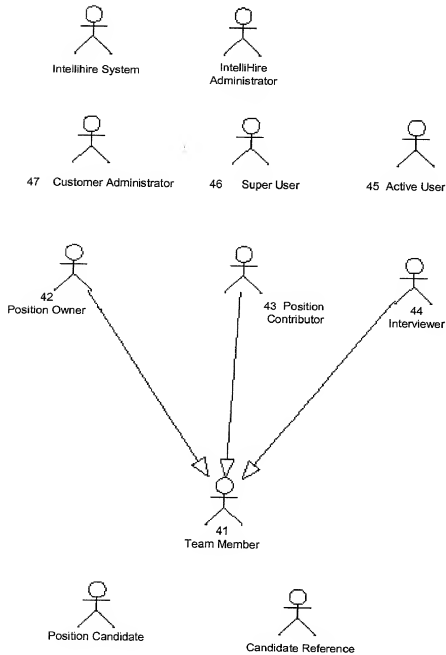 Intellihire System
IntelliHire
Administrator
47 Customer Administrator
46 Super User
45 Active User
42
Position Owner
43 Position
Contributor
44
Interviewer
41
Team Member
Position Candidate
Candidate Reference